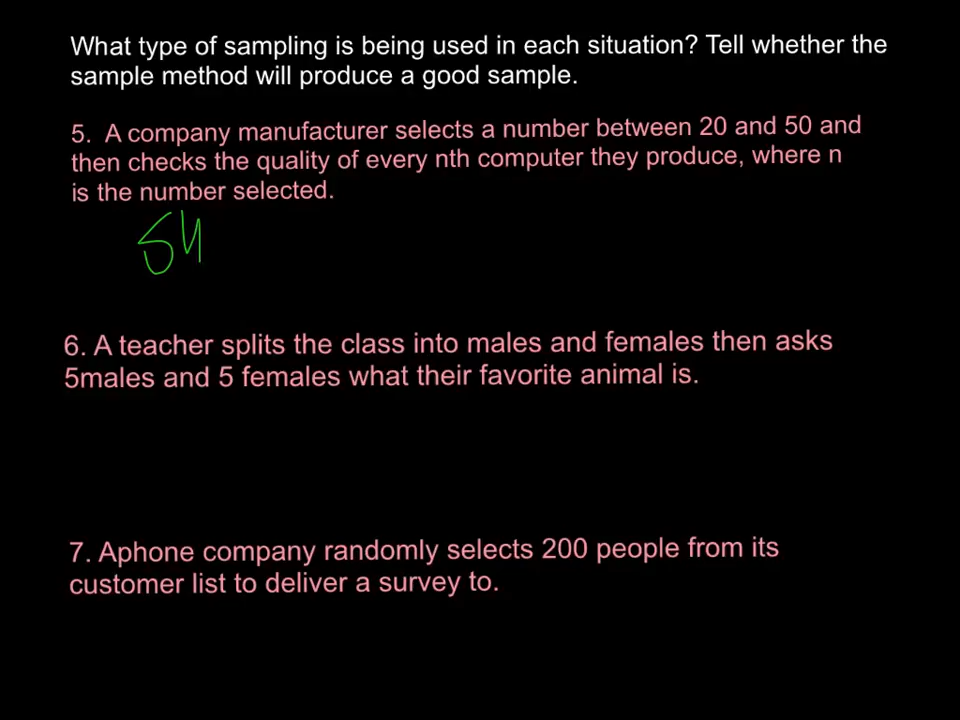 What type of sampling is being used in each situation? Tell whether the
sample method will produce a good sample.
5. A company manufacturer selects a number between 20 and 50 and
then checks the quality of every nth computer they produce, where n
is the number selected.
6. A teacher splits the class into males and females then asks
5males and 5 females what their favorite animal is.
7. Aphone company randomly selects 200 people from its
customer list to deliver a survey to.